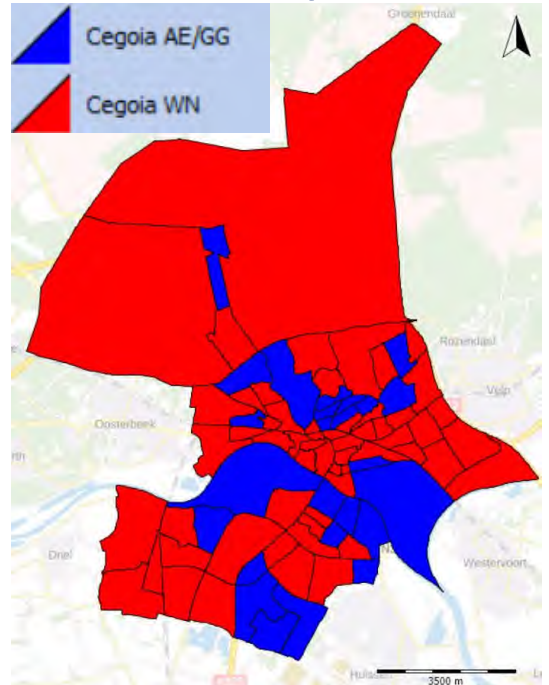 Groenendaal
Cegoia AE/GG
Cegoia WN
Rozendaal
Velp
Oosterbeek
Driel
Westervoort
3500 m